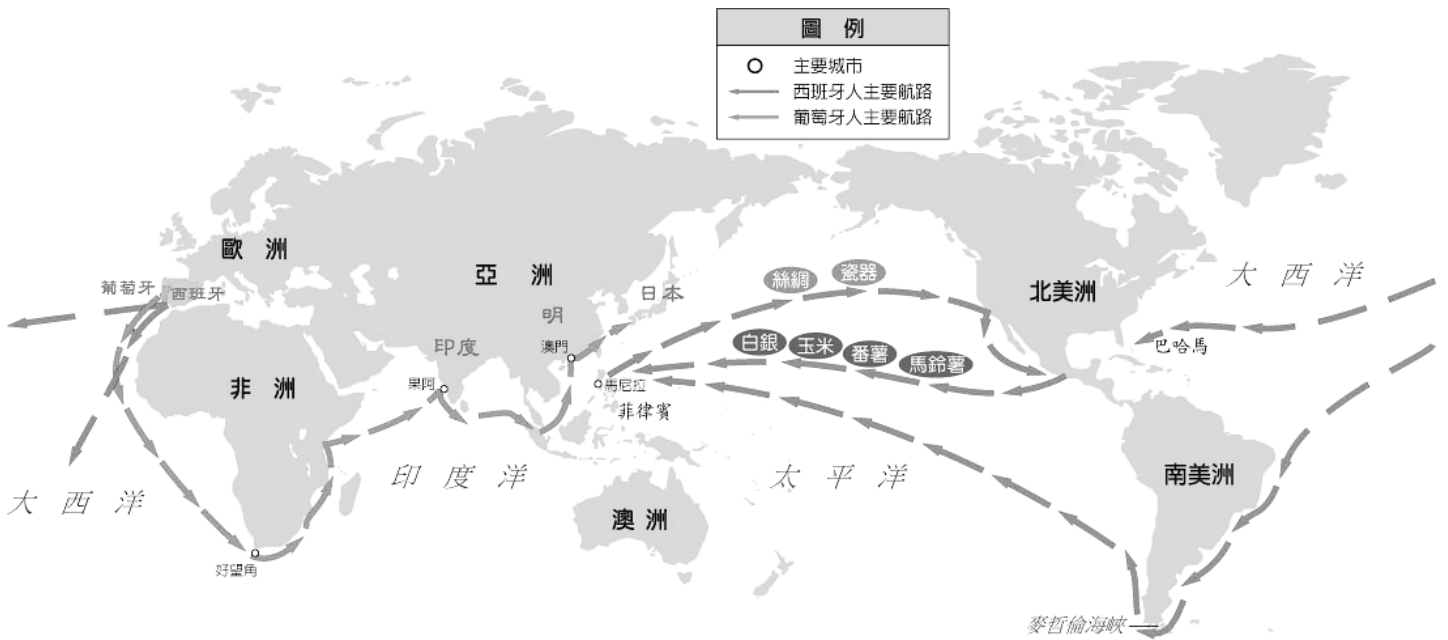 圖例
主要城市
西班牙人主要航路
葡萄牙人主要航路
歐洲
亞洲
北美洲
大西洋
葡萄牙
西班牙
絲綢
瓷器
日本
明
印度
澳門
白銀
玉米
番薯
馬鈴薯
巴哈馬
非洲
果阿
馬尼拉
菲律賓
大西洋
印度洋
太平洋
南美洲
澳洲
好望角
麥哲倫海峽